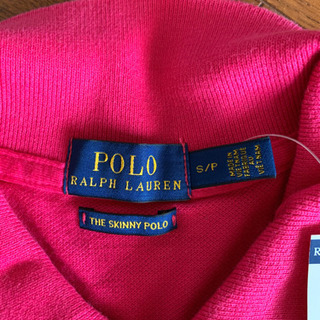 POLO
RALPH LAUREN
S/P
MADE IN
VIETNAM
FABRIQUÉ
AU
VIETNAM
THE SKINNY POLO
R